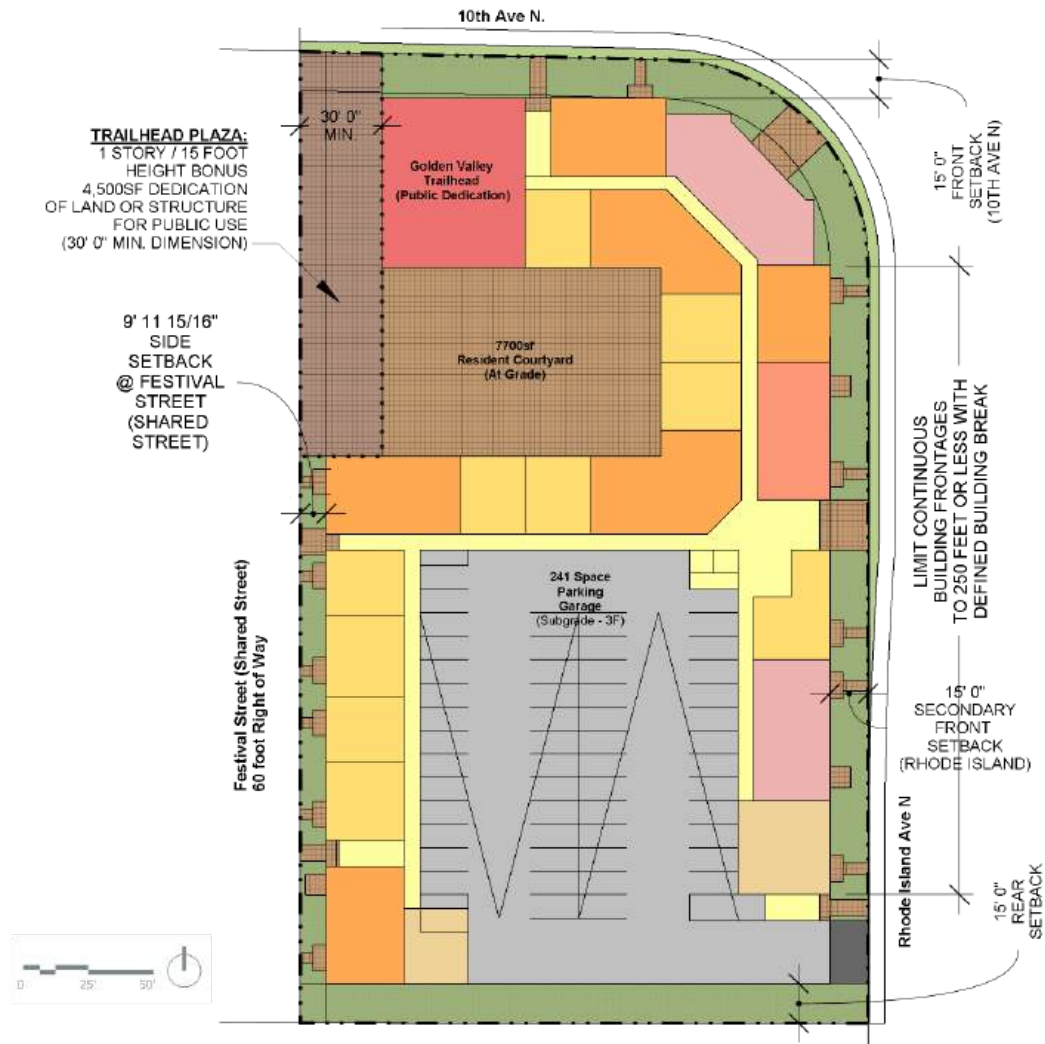 10th Ave N.
TRAILHEAD PLAZA:
1 STORY / 15 FOOT
HEIGHT BONUS
4,500SF DEDICATION
OF LAND OR STRUCTURE
FOR PUBLIC USE
(30' 0" MIN. DIMENSION)
30' 0"
MIN.
Golden Valley
Trailhead
(Public Dedication)
15' 0"
FRONT
SETBACK
(10TH AVE N)
9' 11 15/16"
SIDE
SETBACK
@ FESTIVAL
STREET
(SHARED
STREET)
7700sf
Resident Courtyard
(At Grade)
LIMIT CONTINUOUS
BUILDING FRONTAGES
TO 250 FEET OR LESS WITH
DEFINED BUILDING BREAK
241 Space
Parking
Garage
(Subgrade - 3F)
Festival Street (Shared Street)
60 foot Right of Way
15' 0"
SECONDARY
FRONT
SETBACK
(RHODE ISLAND)
Rhode Island Ave N
15' 0"
REAR
SETBACK
0 25' 50'